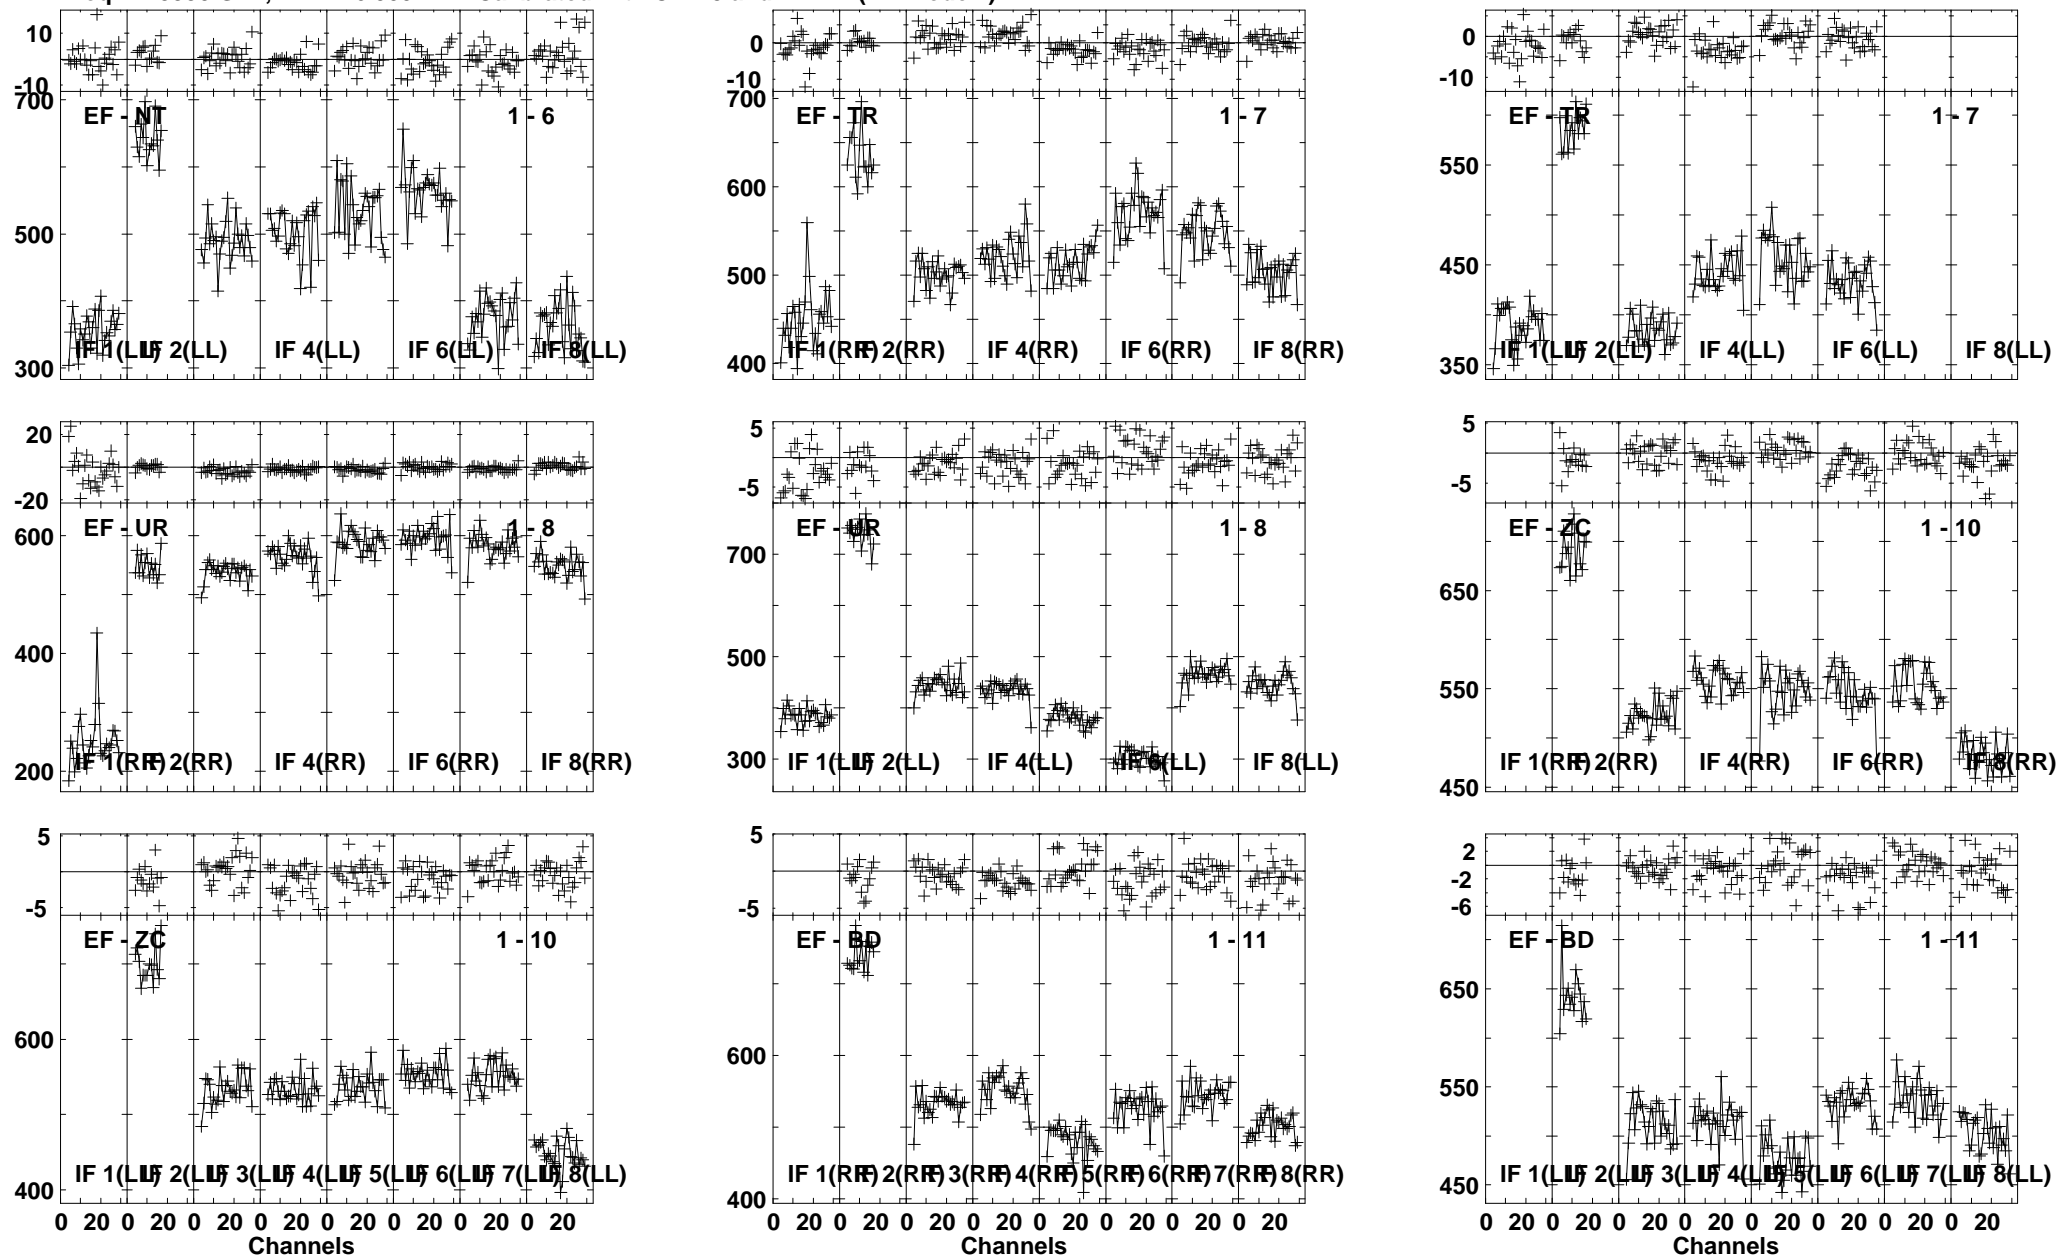 10 0 0
-10 -10 -10
700 700
EF - NT 1 - 6 EF - TR 1 - 7 EF - TR 1 - 7
600 550
500
500 450
300 400 350
IF 1(LL) IF 2(LL) IF 4(LL) IF 6(LL) IF 8(LL) IF 1(RR) IF 2(RR) IF 4(RR) IF 6(RR) IF 8(RR) IF 1(LL) IF 2(LL) IF 4(LL) IF 6(LL) IF 8(LL)
20 5 5
-20 -5 -5
EF - UR 1 - 8 EF - UR 1 - 8 EF - ZC 1 - 10
600 700 650
400 500 550
200 300 450
IF 1(RR) IF 2(RR) IF 4(RR) IF 6(RR) IF 8(RR) IF 1(LL) IF 2(LL) IF 4(LL) IF 6(LL) IF 8(LL) IF 1(RR) IF 2(RR) IF 4(RR) IF 6(RR) IF 8(RR)
5 5 2
-2
-5 -5 -6
EF - ZC 1 - 10 EF - BD 1 - 11 EF - BD 1 - 11
600 600 650
550
400 400 450
IF 1(LL) IF 2(LL) IF 3(LL) IF 4(LL) IF 5(LL) IF 6(LL) IF 7(LL) IF 8(LL) IF 1(RR) IF 2(RR) IF 3(RR) IF 4(RR) IF 5(RR) IF 6(RR) IF 7(RR) IF 8(RR) IF 1(LL) IF 2(LL) IF 3(LL) IF 4(LL) IF 5(LL) IF 6(LL) IF 7(LL) IF 8(LL)
0 20 0 20 0 20 0 20 0 20 0 20 0 20 0 20 0 20 0 20 0 20 0 20 0 20 0 20 0 20 0 20 0 20 0 20 0 20 0 20 0 20 0 20 0 20 0 20
Channels Channels